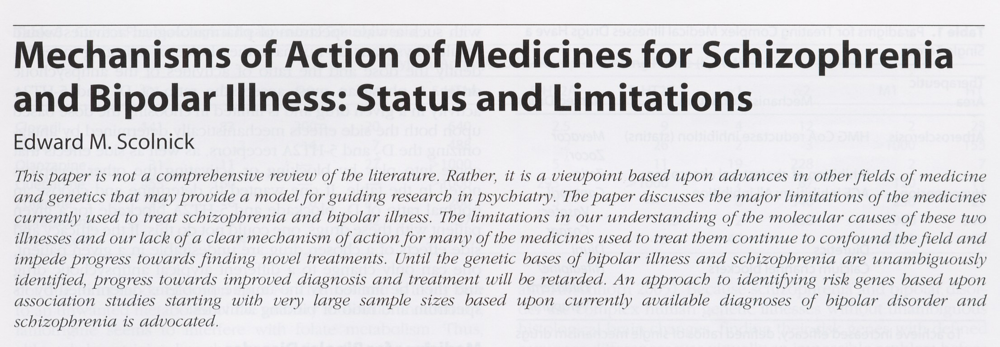 Mechanisms of Action of Medicines for Schizophrenia
and Bipolar Illness: Status and Limitations
Edward M. Scolnick
This paper is not a comprehensive review of the literature. Rather, it is a viewpoint based upon advances in other fields of medicine
and genetics that may provide a model for guiding research in psychiatry. The paper discusses the major limitations of the medicines
currently used to treat schizophrenia and bipolar illness. The limitations in our understanding of the molecular causes of these two
illnesses and our lack of a clear mechanism of action for many of the medicines used to treat them continue to confound the field and
impede progress towards finding novel treatments. Until the genetic bases of bipolar illness and schizophrenia are unambiguously
identified, progress towards improved diagnosis and treatment will be retarded. An approach to identifying risk genes based upon
association studies starting with very large sample sizes based upon currently available diagnoses of bipolar disorder and
schizophrenia is advocated.